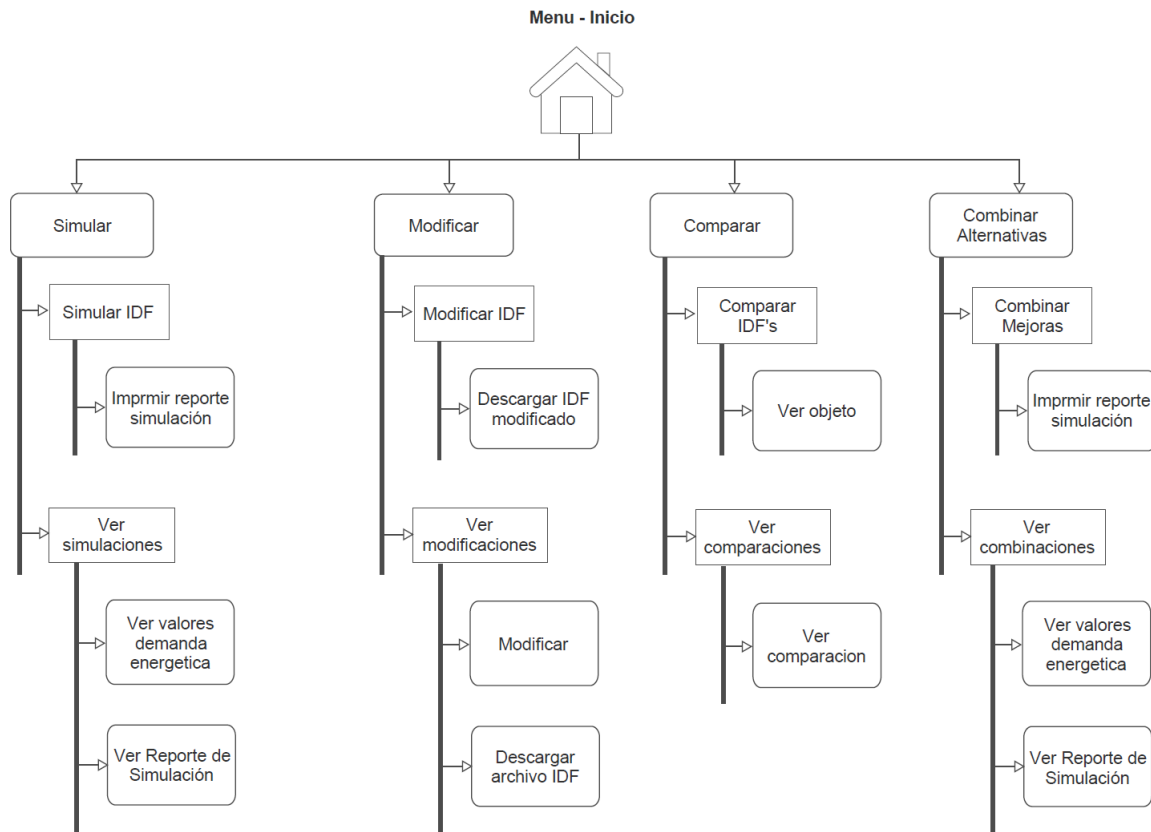 Menu - Inicio
Simular
Modificar
Comparar
Combinar
Alternativas
Simular IDF
Modificar IDF
Comparar
IDF's
Combinar
Mejoras
Imprmir reporte
simulación
Descargar IDF
modificado
Ver objeto
Imprmir reporte
simulación
Ver
simulaciones
Ver
modificaciones
Ver
comparaciones
Ver
combinaciones
Ver valores
demanda
energetica
Modificar
Ver
comparacion
Ver valores
demanda
energetica
Ver Reporte de
Simulación
Descargar
archivo IDF
Ver Reporte de
Simulación